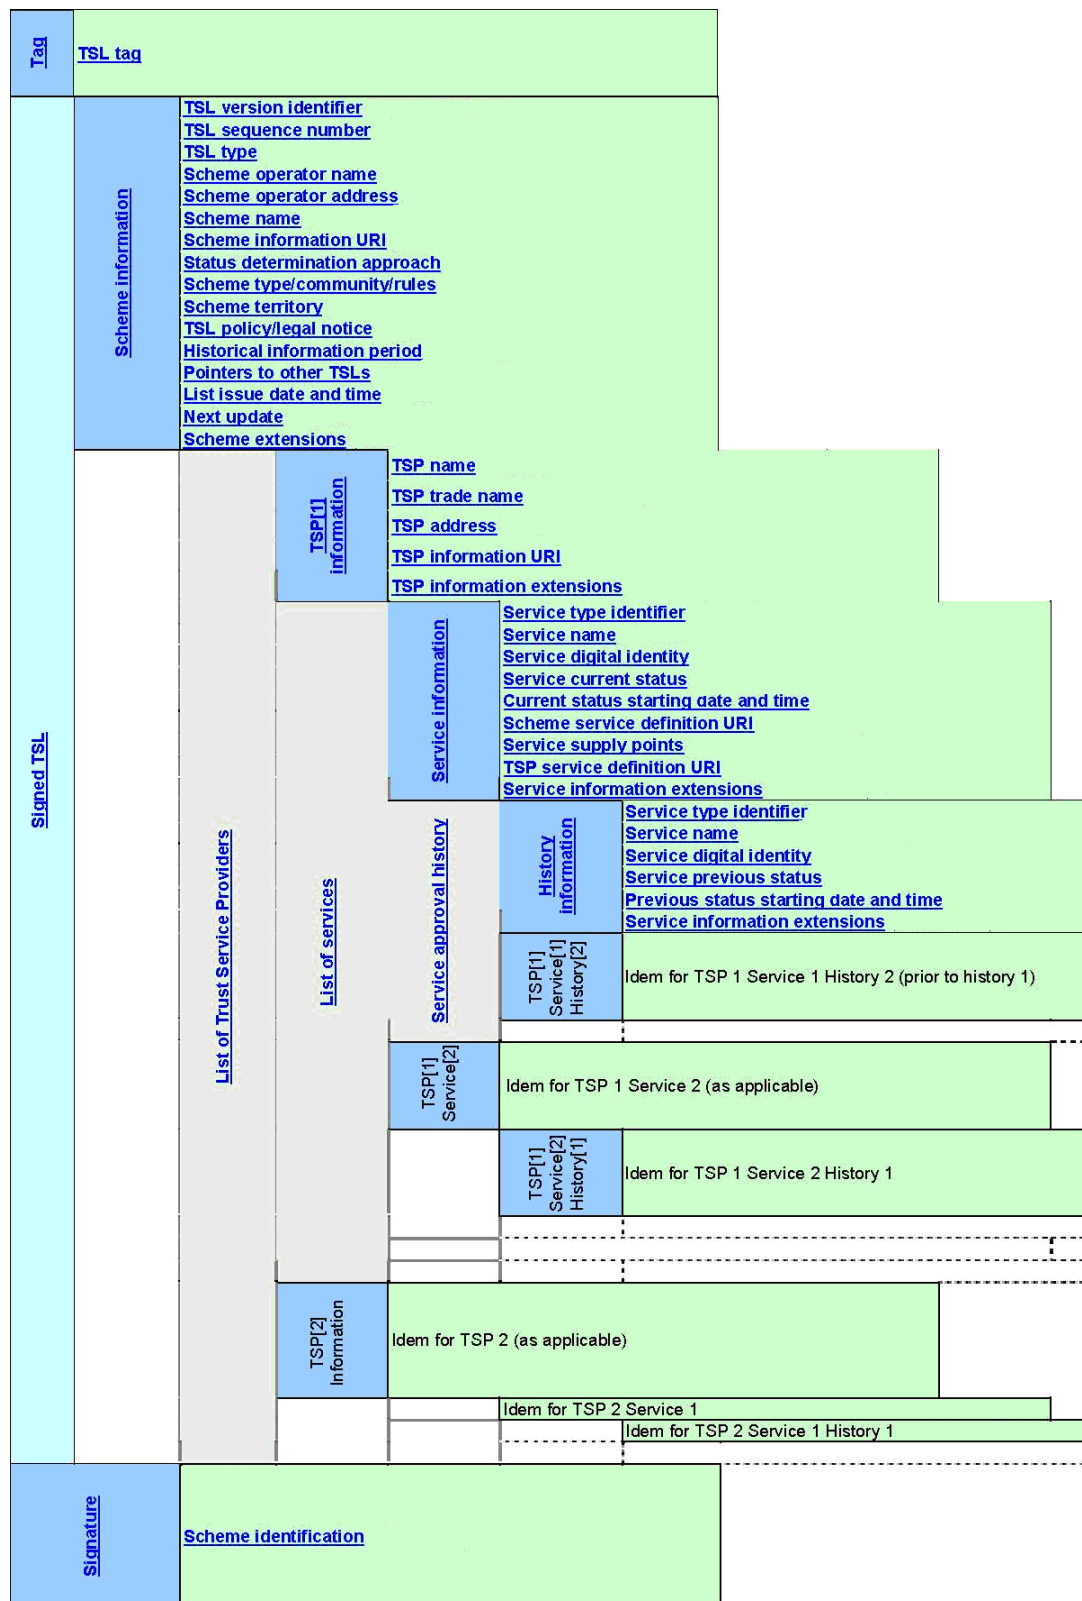 Tag
TSL tag
Signed TSL
Scheme information
TSL version identifier
TSL sequence number
TSL type
Scheme operator name
Scheme operator address
Scheme name
Scheme information URI
Status determination approach
Scheme type/community/rules
Scheme territory
TSL policy/legal notice
Historical information period
Pointers to other TSLs
List issue date and time
Next update
Scheme extensions
List of Trust Service Providers
TSP[1]
information
TSP name
TSP trade name
TSP address
TSP information URI
TSP information extensions
List of services
Service information
Service type identifier
Service name
Service digital identity
Service current status
Current status starting date and time
Scheme service definition URI
Service supply points
TSP service definition URI
Service information extensions
Service approval history
History
information
Service type identifier
Service name
Service digital identity
Service previous status
Previous status starting date and time
Service information extensions
TSP[1]
Service[1]
History[2]
Idem for TSP 1 Service 1 History 2 (prior to history 1)
TSP[1]
Service[2]
Idem for TSP 1 Service 2 (as applicable)
TSP[1]
Service[2]
History[1]
Idem for TSP 1 Service 2 History 1
TSP[2]
Information
Idem for TSP 2 (as applicable)
Idem for TSP 2 Service 1
Idem for TSP 2 Service 1 History 1
Signature
Scheme identification